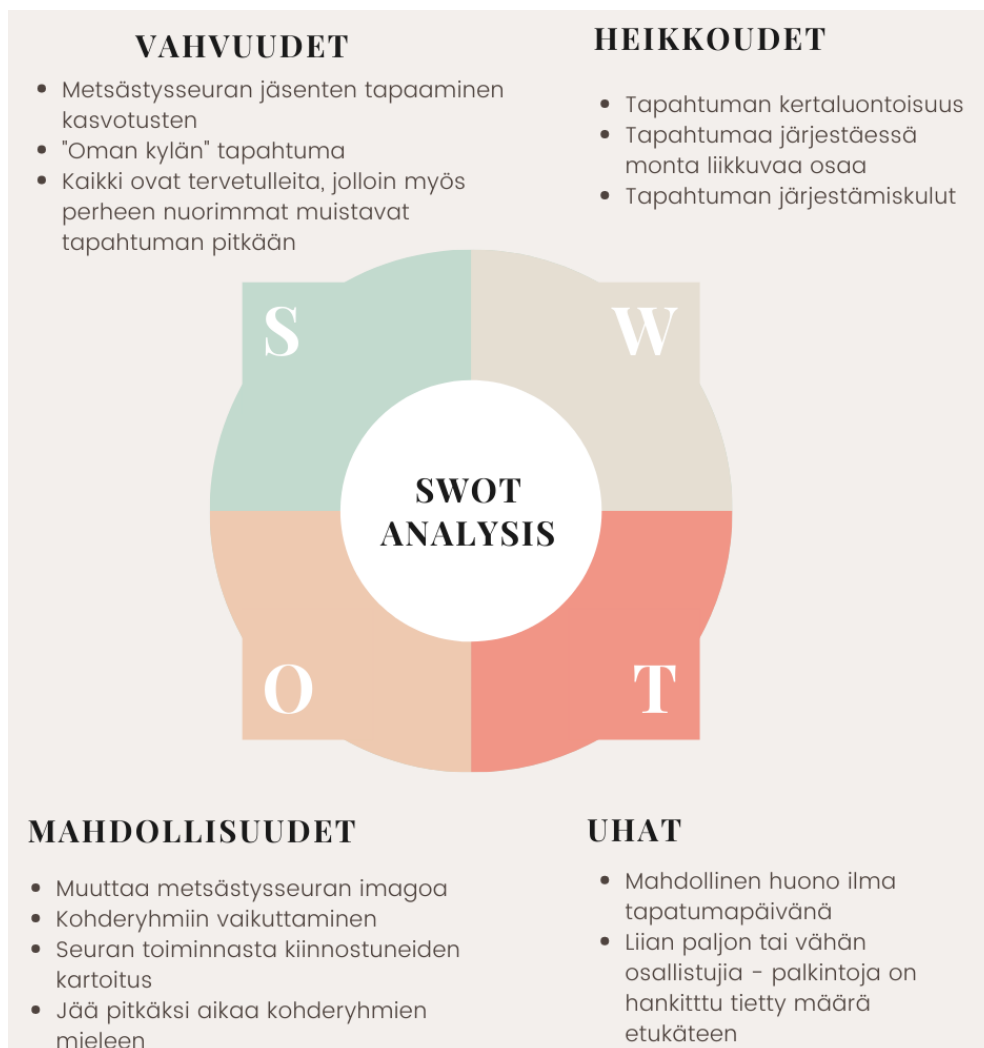 VAHVUUDET
• Metsästysseuran jäsenten tapaaminen
kasvotusten
• "Oman kylän" tapahtuma
• Kaikki ovat tervetulleita, jolloin myös
perheen nuorimmat muistavat
tapahtuman pitkään
HEIKKOUDET
• Tapahtuman kertaluontoisuus
• Tapahtumaa järjestäessä
monta liikkuvaa osaa
• Tapahtuman järjestämiskulut
S
W
SWOT
ANALYSIS
O
T
MAHDOLLISUUDET
• Muuttaa metsästysseuran imagoa
• Kohderyhmiin vaikuttaminen
• Seuran toiminnasta kiinnostuneiden
kartoitus
• Jää pitkäksi aikaa kohderyhmien
mieleen
UHAT
• Mahdollinen huono ilma
tapatumapäivänä
• Liian paljon tai vähän
osallistujia - palkintoja on
hankitttu tietty määrä
etukäteen